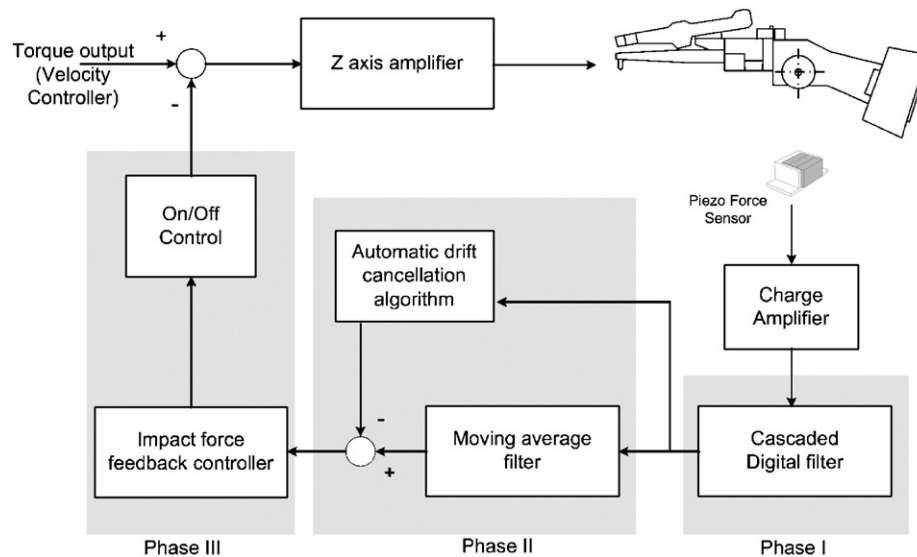 +
Torque output
(Velocity
Controller)
-
Z axis amplifier
Piezo Force
Sensor
On/Off
Control
Automatic drift
cancellation
algorithm
Charge
Amplifier
-
+
Impact force
feedback controller
Moving average
filter
Cascaded
Digital filter
Phase III
Phase II
Phase I